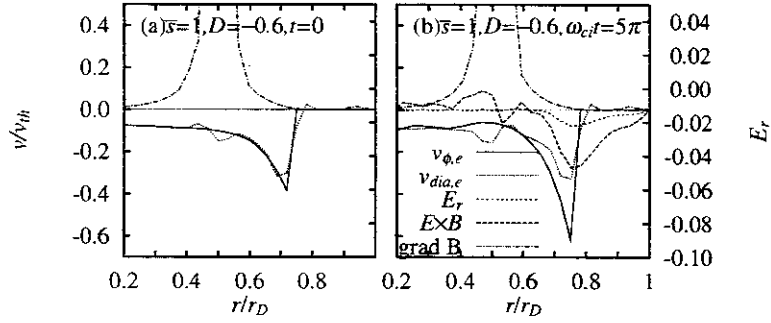 (a) s̅=1, D=−0.6, t=0
(b) s̅=1, D=−0.6, ω_ci t=5π
v/v_th
0.4
0.2
0.0
-0.2
-0.4
-0.6
0.2 0.4 0.6 0.8
r/r_D
0.2 0.4 0.6 0.8 1
r/r_D
v_ϕ,e
v_dia,e
E_r
E×B
grad B
0.04
0.02
0.00
-0.02
-0.04
-0.06
-0.08
-0.10
E_r